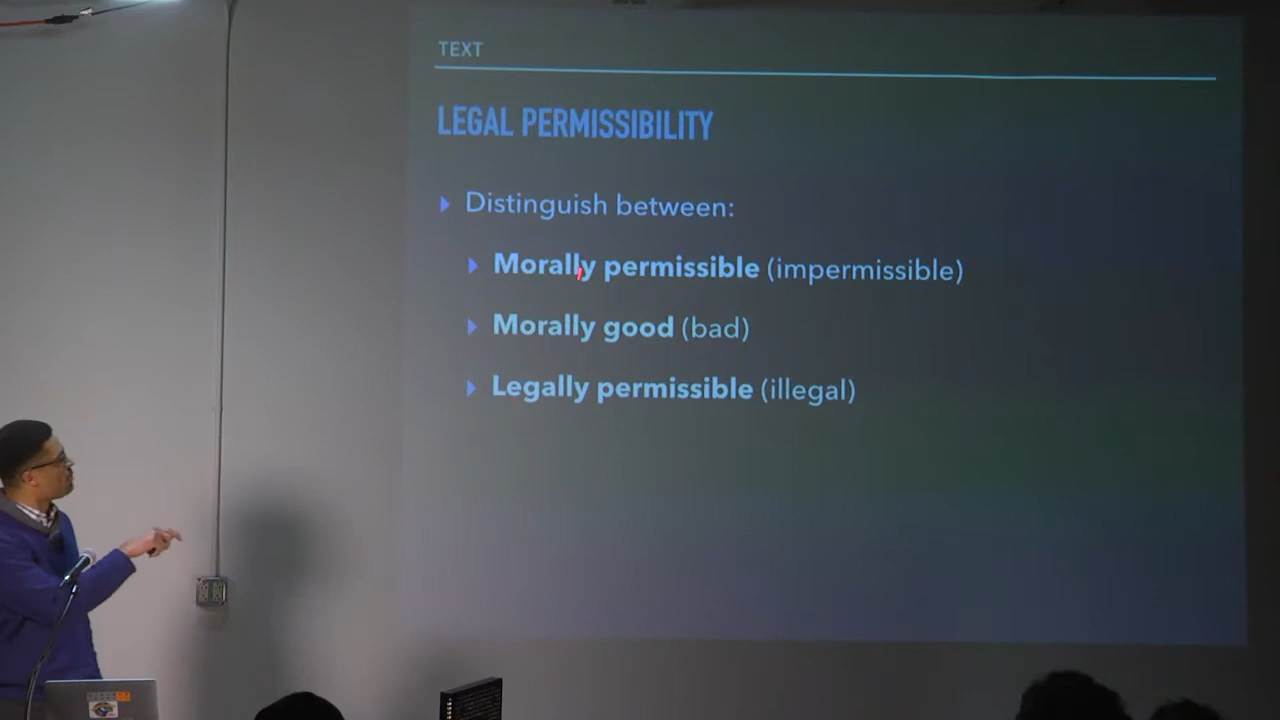 TEXT
LEGAL PERMISSIBILITY
Distinguish between:
Morally permissible (impermissible)
Morally good (bad)
Legally permissible (illegal)